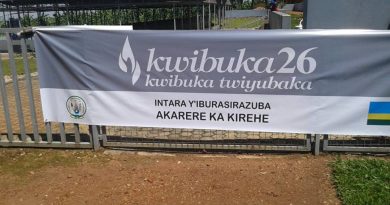 kwibuka26
kwibuka twiyubaka
INTARA Y'IBURASIRAZUBA
AKARERE KA KIREHE